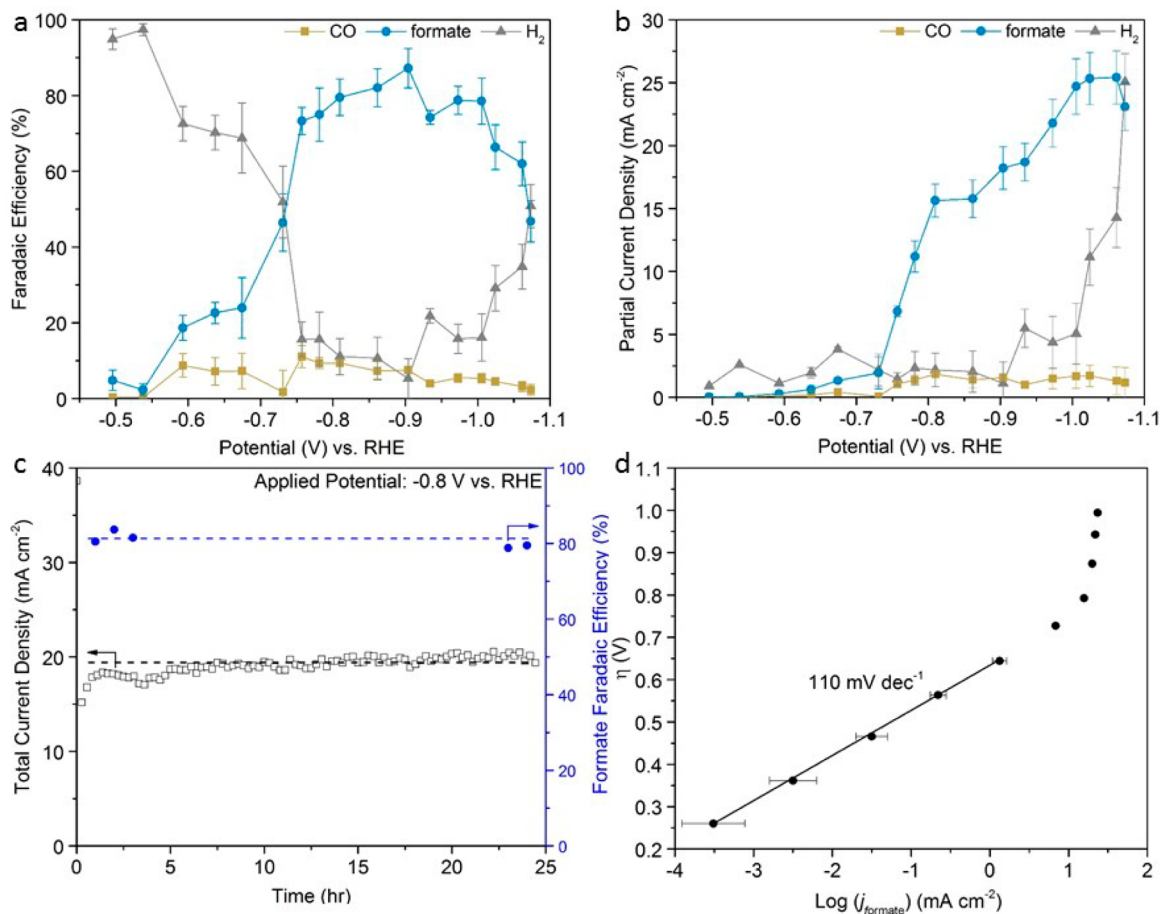 a
CO formate H₂
Faradaic Efficiency (%)
100
80
60
40
20
0
-0.5 -0.6 -0.7 -0.8 -0.9 -1.0 -1.1
Potential (V) vs. RHE
b
CO formate H₂
Partial Current Density (mA cm⁻²)
30
25
20
15
10
5
0
-0.5 -0.6 -0.7 -0.8 -0.9 -1.0 -1.1
Potential (V) vs. RHE
c
Applied Potential: -0.8 V vs. RHE
Total Current Density (mA cm⁻²)
40
30
20
10
0
0 5 10 15 20 25
Time (hr)
100
80
60
40
20
0
Formate Faradaic Efficiency (%)
d
110 mV dec⁻¹
η (V)
1.1
1.0
0.9
0.8
0.7
0.6
0.5
0.4
0.3
0.2
-4 -3 -2 -1 0 1 2
Log (j_formate) (mA cm⁻²)